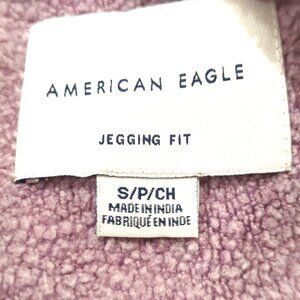 AMERICAN EAGLE
JEGGING FIT
S/P/CH
MADE IN INDIA
FABRIQUÉ EN INDE